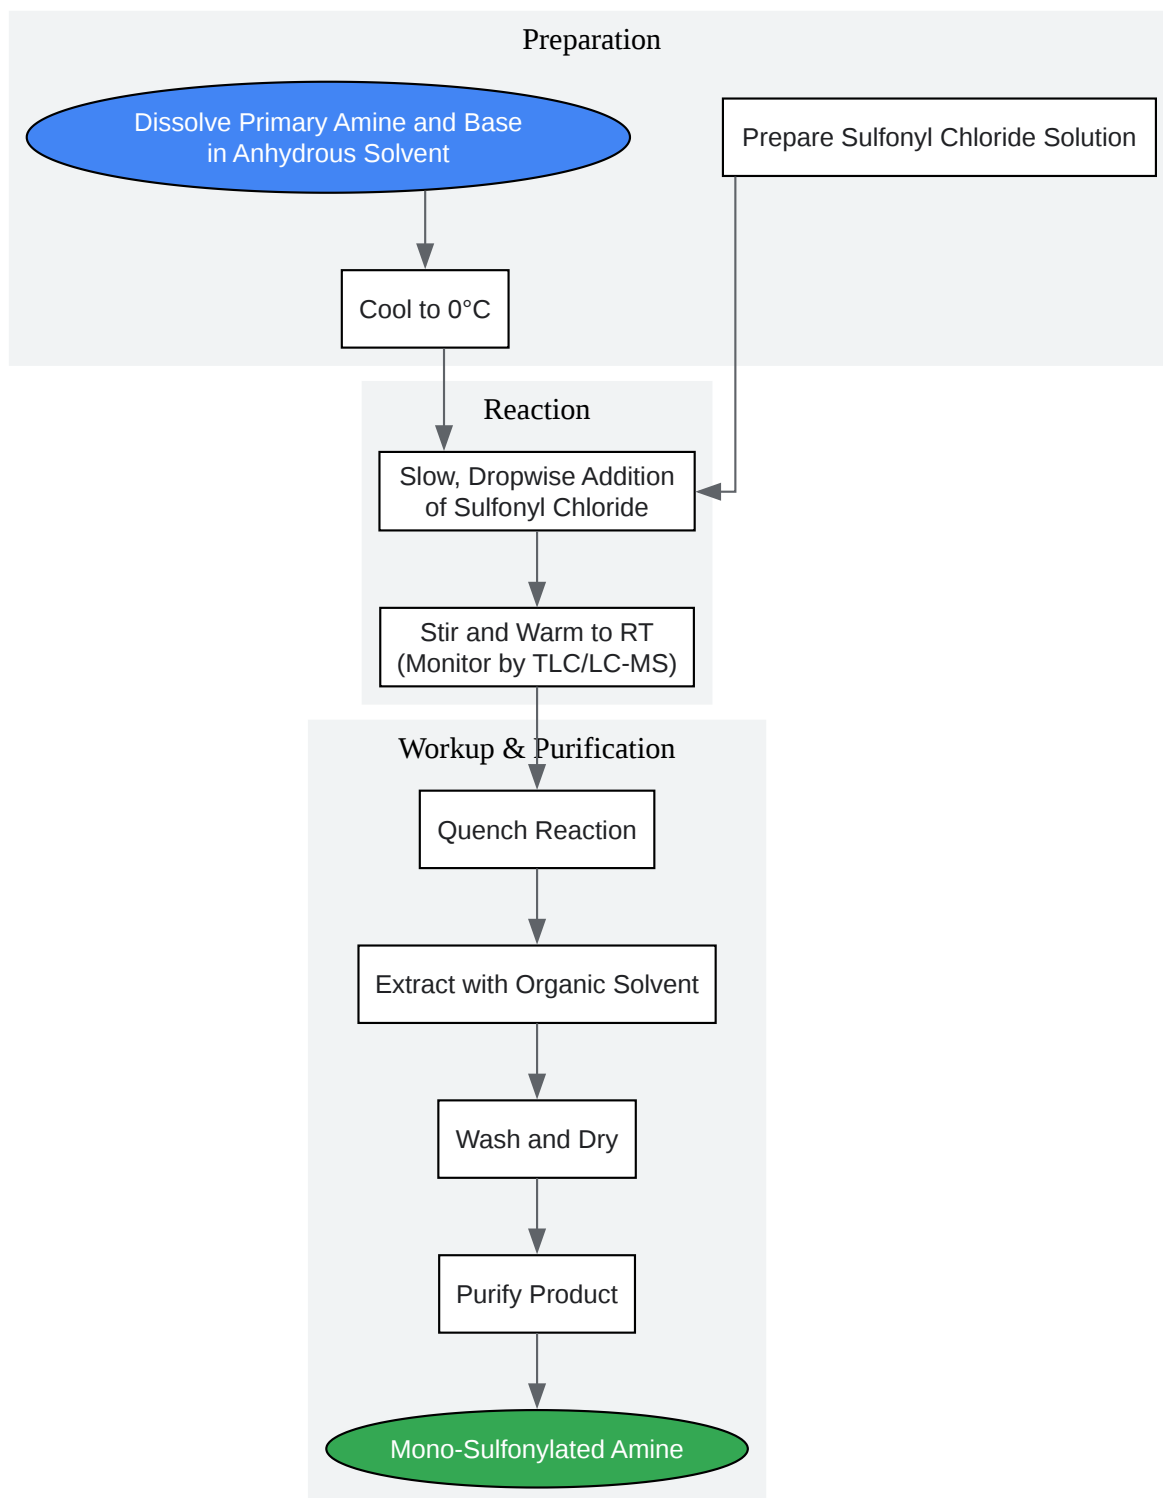 Preparation
Dissolve Primary Amine and Base
in Anhydrous Solvent
Prepare Sulfonyl Chloride Solution
Cool to 0°C
Reaction
Slow, Dropwise Addition
of Sulfonyl Chloride
Stir and Warm to RT
(Monitor by TLC/LC-MS)
Workup & Purification
Quench Reaction
Extract with Organic Solvent
Wash and Dry
Purify Product
Mono-Sulfonylated Amine